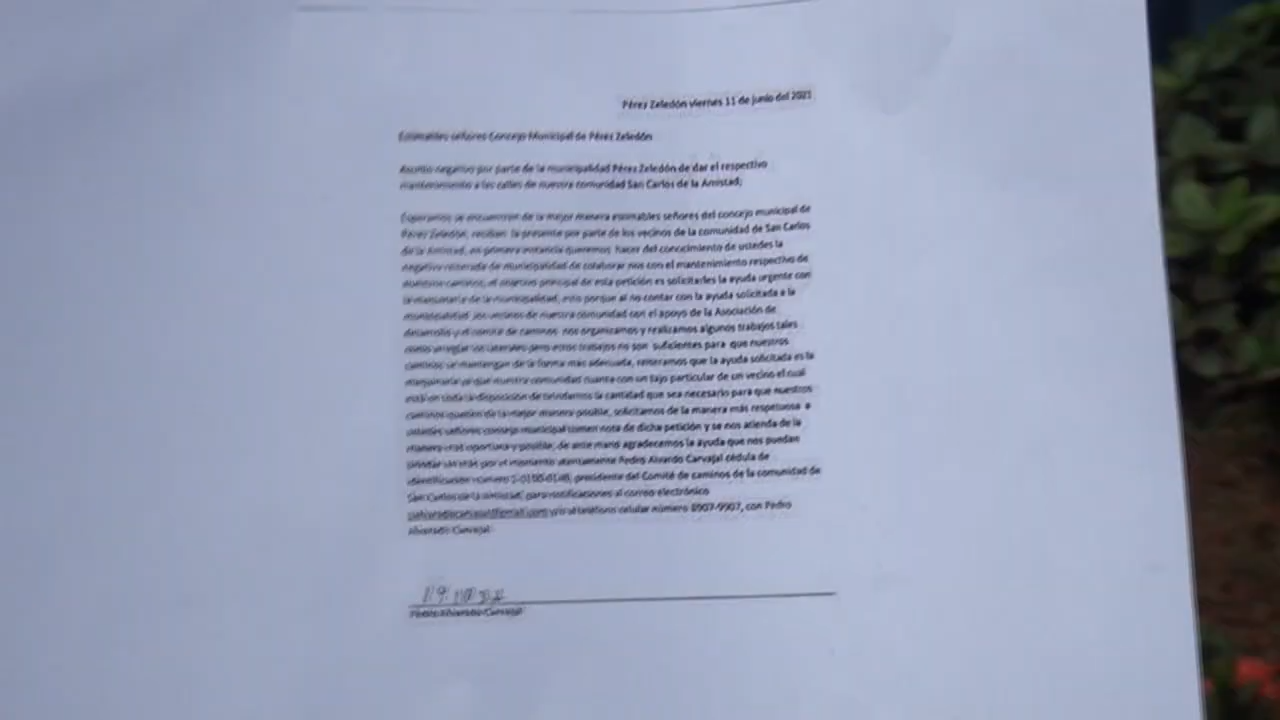 Pérez Zeledón viernes 11 de junio del 2021
Estimables señores Concejo Municipal de Pérez Zeledón
Asunto negativo por parte de la municipalidad Pérez Zeledón de dar el respectivo
mantenimiento a las calles de nuestra comunidad San Carlos de la Amistad;
Esperamos se encuentren de la mejor manera estimables señores del concejo municipal de
Pérez Zeledón, reciban la presente por parte de los vecinos de la comunidad de San Carlos
de la Amistad, en primera instancia queremos hacer del conocimiento de ustedes la
negativa reiterada de municipalidad de colaborar nos con el mantenimiento respectivo de
nuestros caminos, el objetivo principal de esta petición es solicitarles la ayuda urgente con
la maquinaria de la municipalidad, esto porque al no contar con la ayuda solicitada a la
municipalidad los vecinos de nuestra comunidad con el apoyo de la Asociación de
desarrollo y el comité de caminos nos organizamos y realizamos algunos trabajos tales
como arreglar los laterales pero estos trabajos no son suficientes para que nuestros
caminos se mantengan de la forma más adecuada, reiteramos que la ayuda solicitada es la
maquinaria ya que nuestra comunidad cuenta con un tajo particular de un vecino el cual
está en toda la disposición de brindarnos la cantidad que sea necesario para que nuestros
caminos queden de la mejor manera posible, solicitamos de la manera más respetuosa a
ustedes señores consejo municipal tomen nota de dicha petición y se nos atienda de la
manera más oportuna y posible, de ante mano agradecemos la ayuda que nos puedan
brindar sin más por el momento atentamente Pedro Alvarado Carvajal cédula de
identificación número presidente del Comité de caminos de la comunidad de
San Carlos de la Amistad, para notificaciones al correo electrónico
y/o al teléfono celular número 8907-9907, con Pedro
Alvarado Carvajal
Pedro Alvarado Carvajal